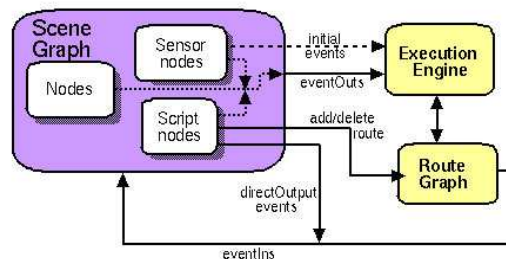 Scene
Graph
Sensor
nodes
Nodes
Script
nodes
initial
events
eventOuts
add/delete
route
directOutput
events
eventIns
Execution
Engine
Route
Graph